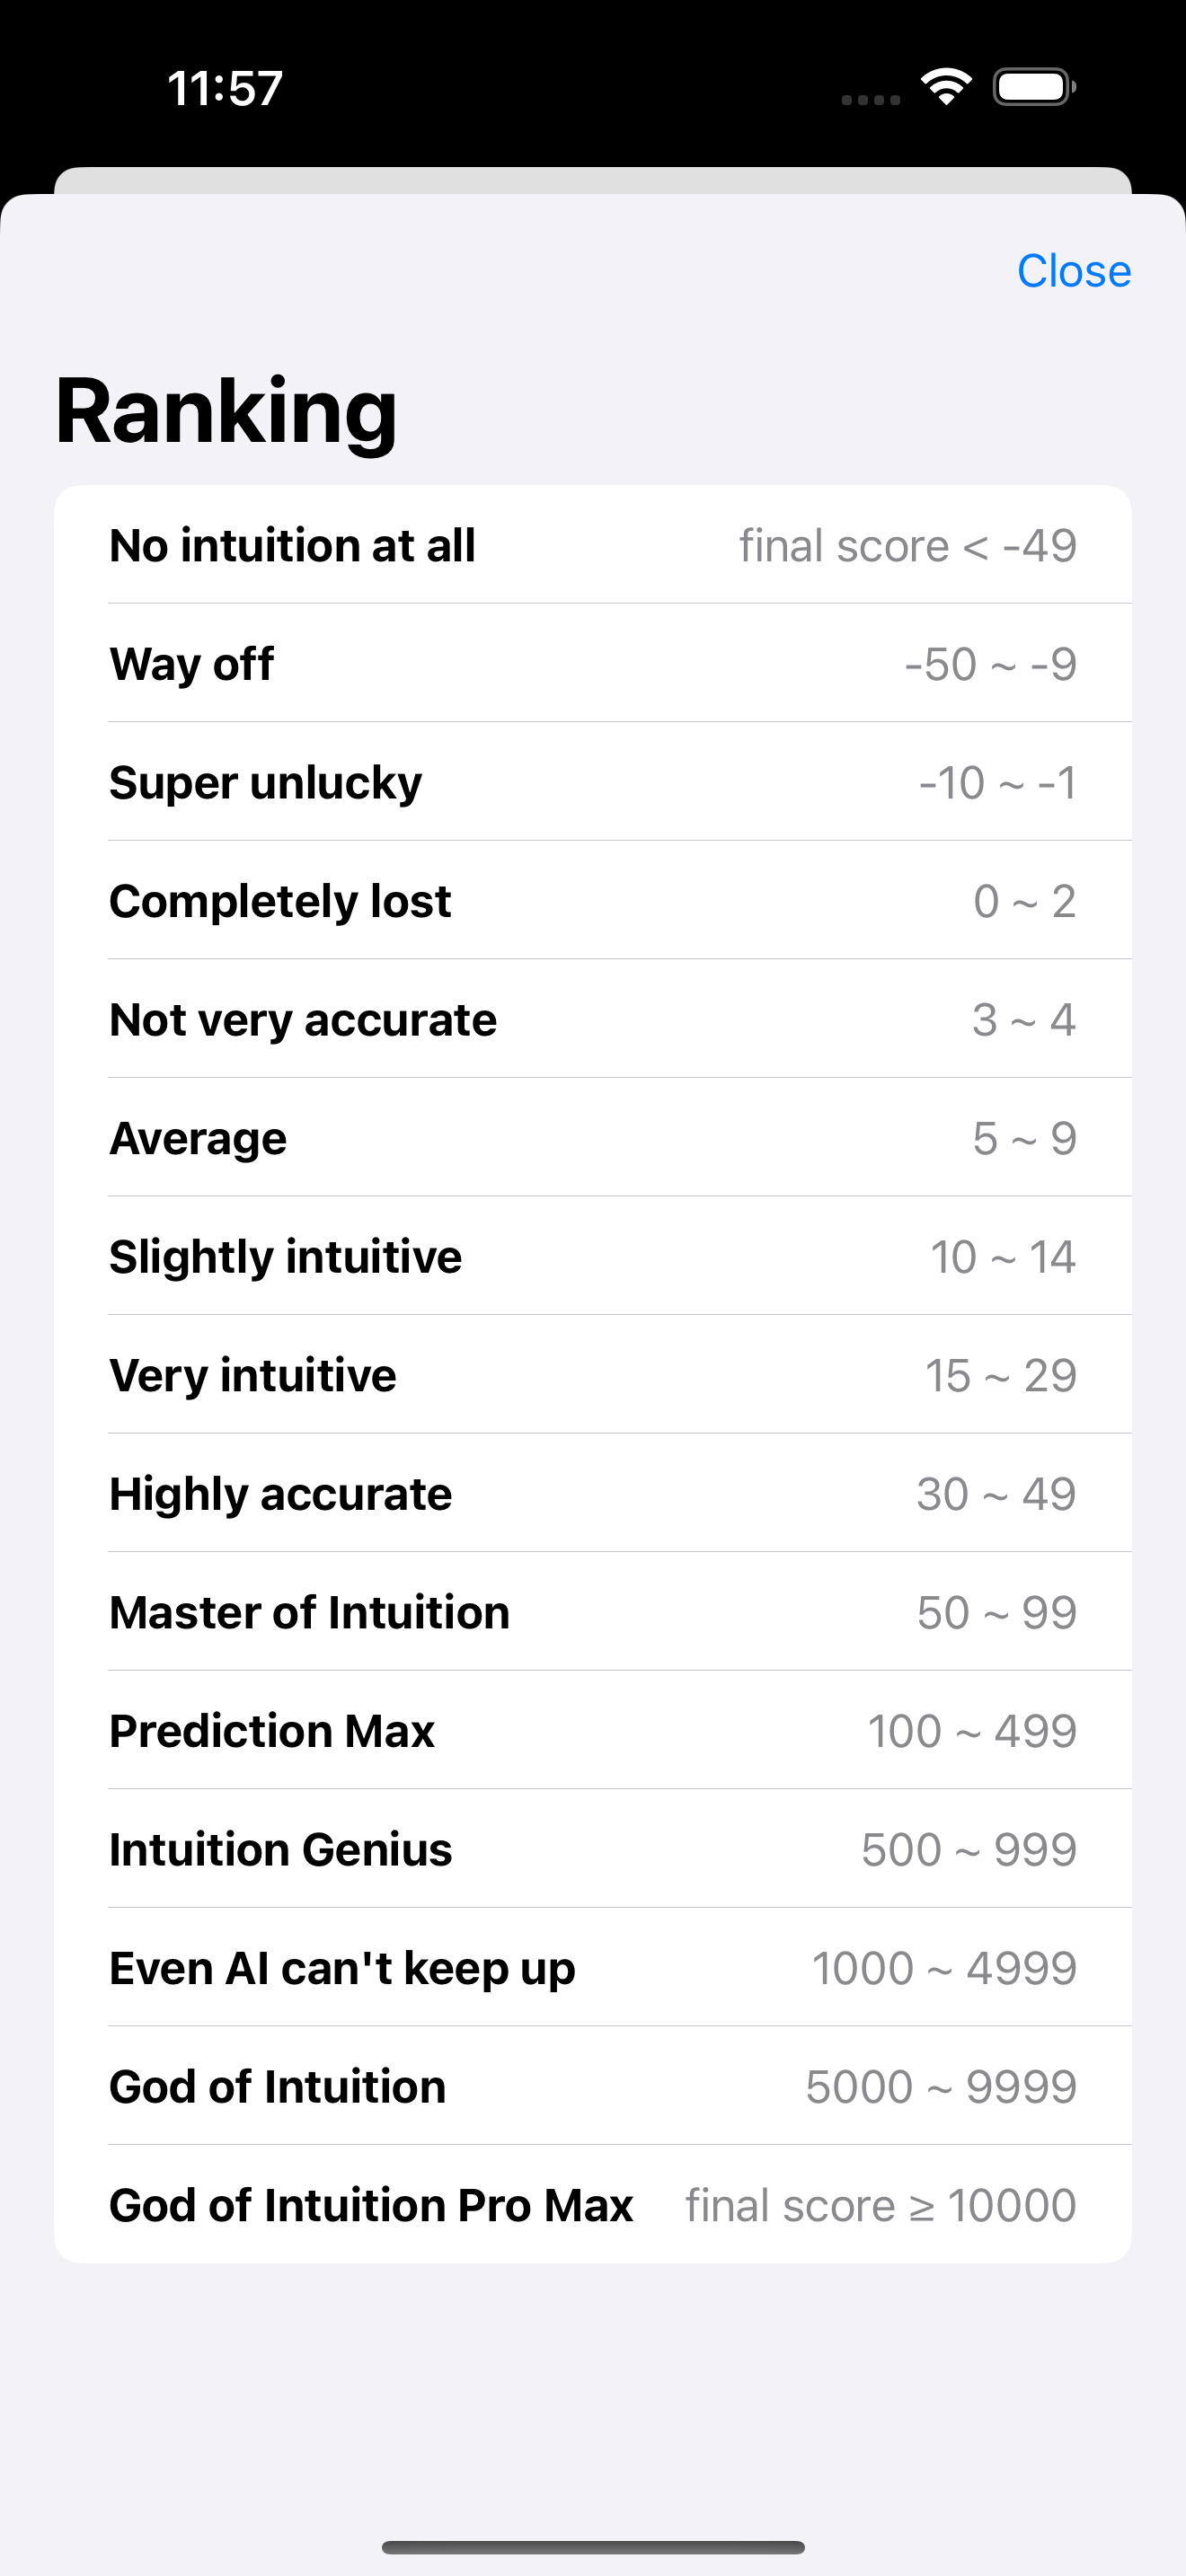 11:57
Close
Ranking
No intuition at all final score < -49
Way off -50 ~ -9
Super unlucky -10 ~ -1
Completely lost 0 ~ 2
Not very accurate 3 ~ 4
Average 5 ~ 9
Slightly intuitive 10 ~ 14
Very intuitive 15 ~ 29
Highly accurate 30 ~ 49
Master of Intuition 50 ~ 99
Prediction Max 100 ~ 499
Intuition Genius 500 ~ 999
Even AI can't keep up 1000 ~ 4999
God of Intuition 5000 ~ 9999
God of Intuition Pro Max final score ≥ 10000